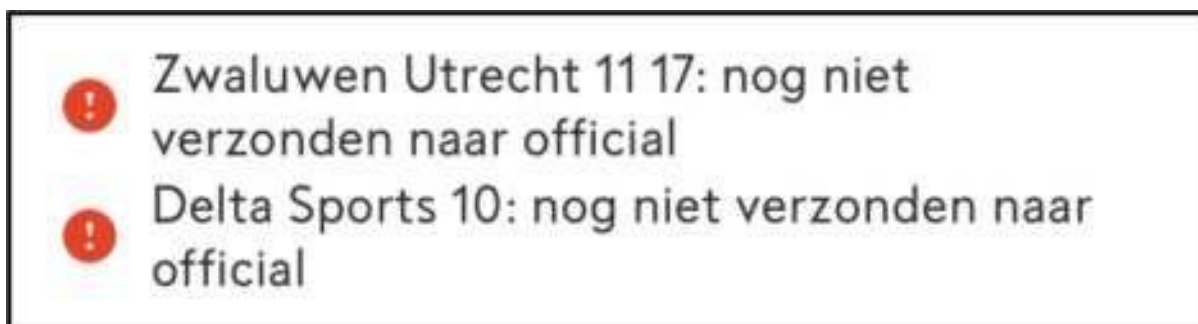 Zwaluwen Utrecht 11 17: nog niet
verzonden naar official
Delta Sports 10: nog niet verzonden naar
official